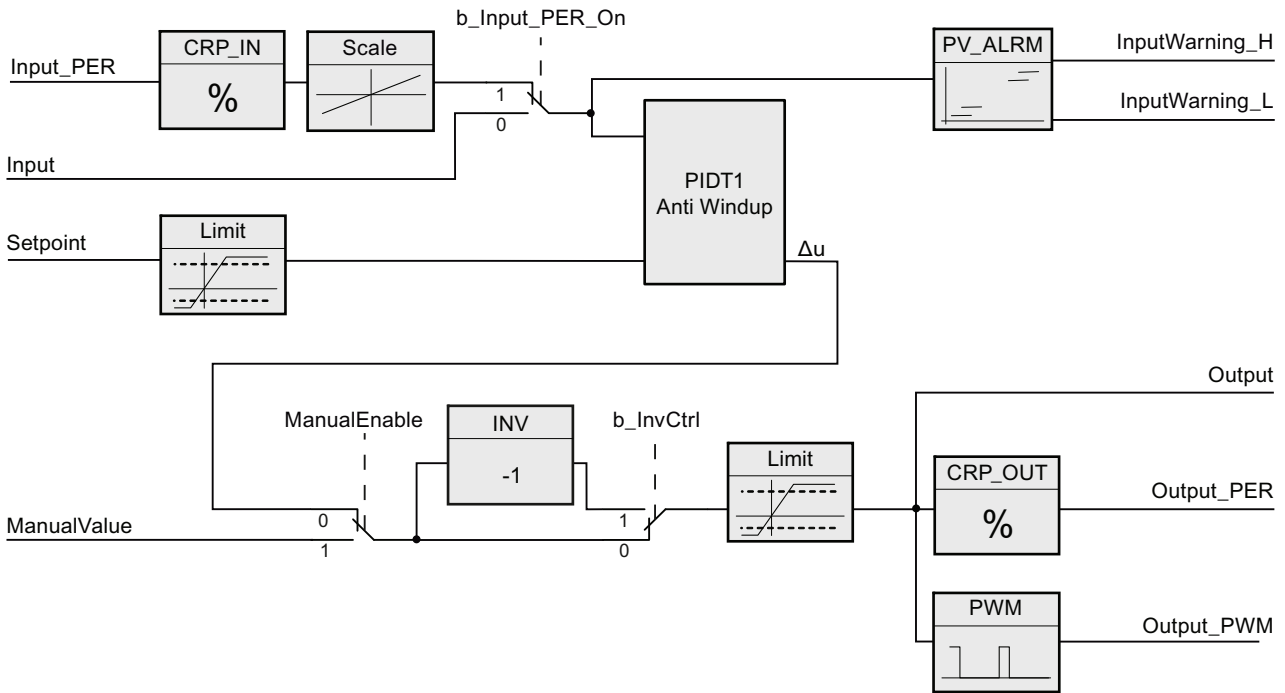 b_Input_PER_On
CRP_IN
Scale
PV_ALRM
InputWarning_H
Input_PER
%
1
0
InputWarning_L
Input
PIDT1
Anti Windup
Setpoint
Limit
Δu
Output
ManualEnable
INV
b_InvCtrl
-1
Limit
CRP_OUT
Output_PER
%
ManualValue
0
1
1
0
PWM
Output_PWM